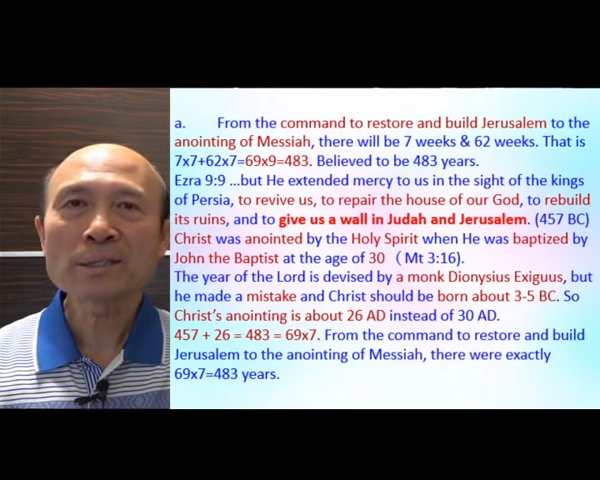 a. From the command to restore and build Jerusalem to the
anointing of Messiah, there will be 7 weeks & 62 weeks. That is
7x7+62x7=69x9=483. Believed to be 483 years.
Ezra 9:9 ...but He extended mercy to us in the sight of the kings
of Persia, to revive us, to repair the house of our God, to rebuild
its ruins, and to give us a wall in Judah and Jerusalem. (457 BC)
Christ was anointed by the Holy Spirit when He was baptized by
John the Baptist at the age of 30 ( Mt 3:16).
The year of the Lord is devised by a monk Dionysius Exiguus, but
he made a mistake and Christ should be born about 3-5 BC. So
Christ's anointing is about 26 AD instead of 30 AD.
457 + 26 = 483 = 69x7. From the command to restore and build
Jerusalem to the anointing of Messiah, there were exactly
69x7=483 years.